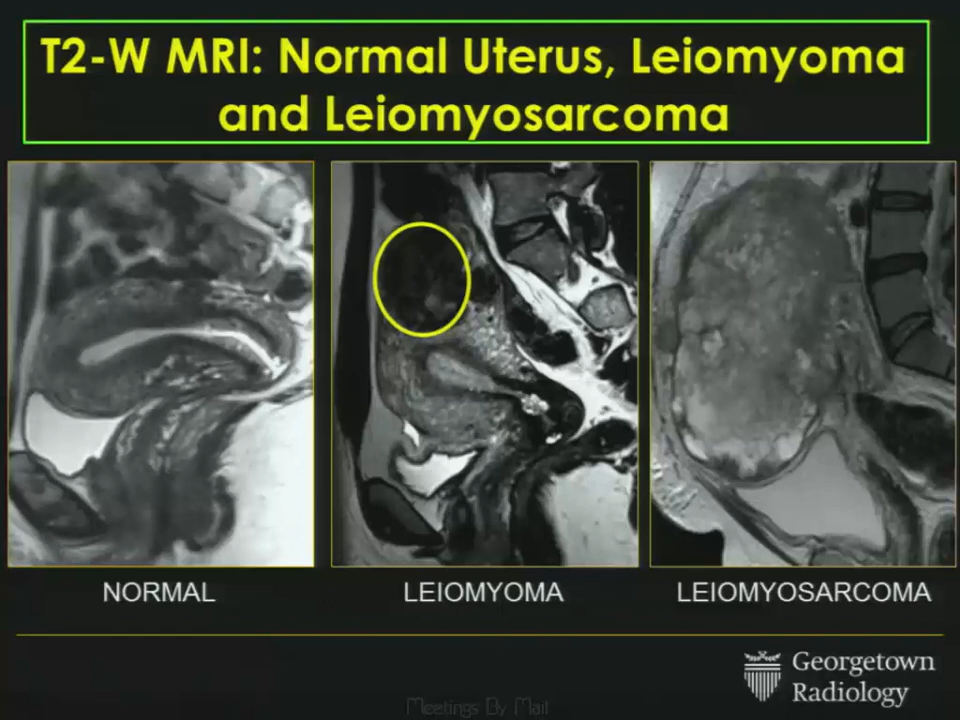 T2-W MRI: Normal Uterus, Leiomyoma
and Leiomyosarcoma
NORMAL
LEIOMYOMA
LEIOMYOSARCOMA
Georgetown
Radiology
Meetings By Mail